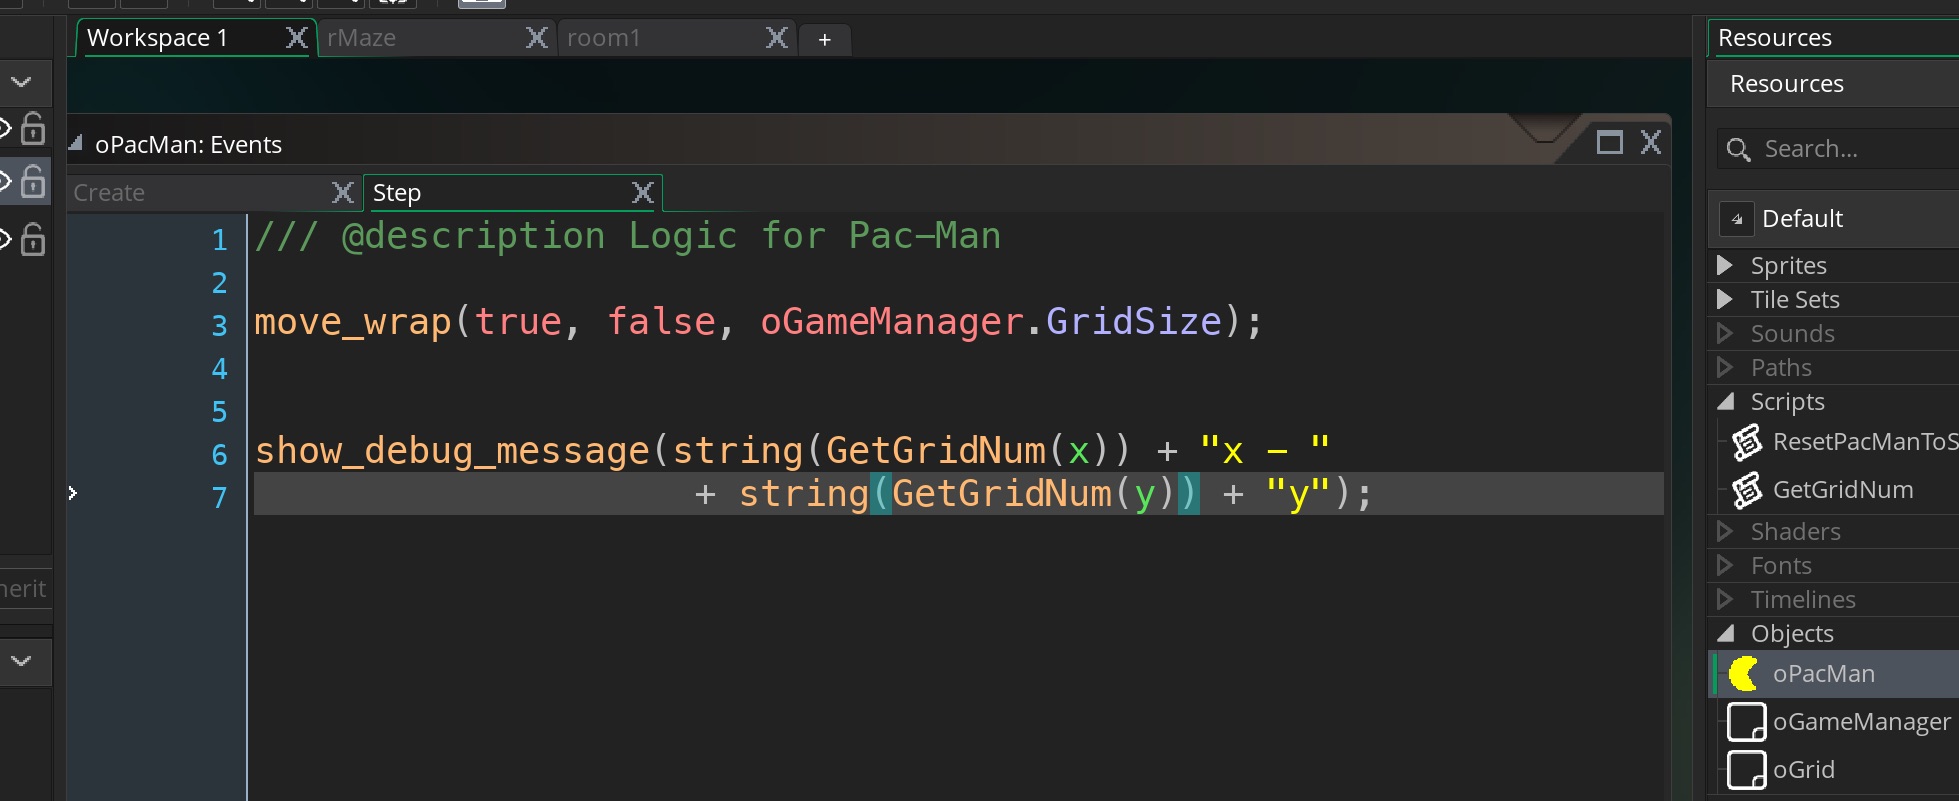 Workspace 1
rMaze
room1
+
Resources
Resources
oPacMan: Events
Search...
Create
Step
Default
1 /// @description Logic for Pac-Man
2
3 move_wrap(true, false, oGameManager.GridSize);
4
5
6 show_debug_message(string(GetGridNum(x)) + "x - "
7 + string(GetGridNum(y)) + "y");
Sprites
Tile Sets
Sounds
Paths
Scripts
ResetPacManToS
GetGridNum
Shaders
Fonts
Timelines
Objects
oPacMan
oGameManager
oGrid
herit